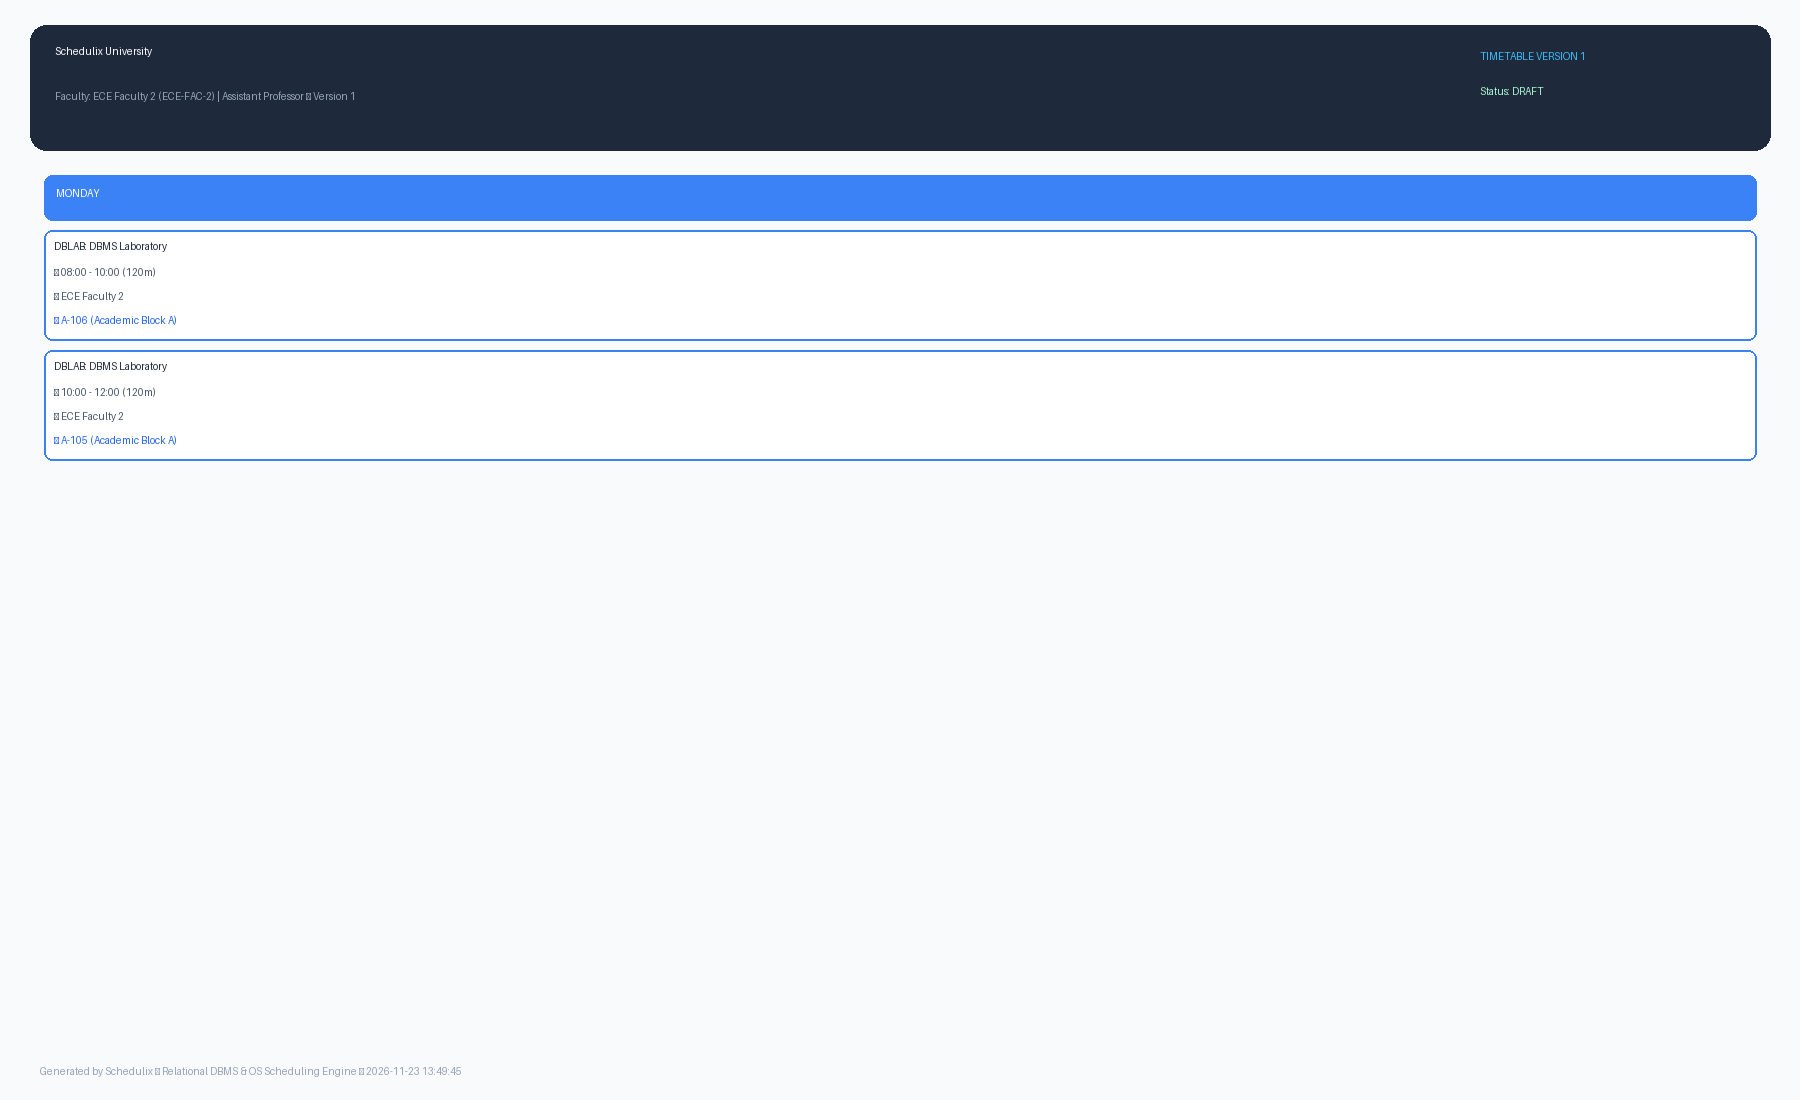 Schedulix University
Faculty: ECE Faculty 2 (ECE-FAC-2) | Assistant Professor Version 1
TIMETABLE VERSION 1
Status: DRAFT
MONDAY
DBLAB: DBMS Laboratory
08:00 - 10:00 (120m)
ECE Faculty 2
A-106 (Academic Block A)
DBLAB: DBMS Laboratory
10:00 - 12:00 (120m)
ECE Faculty 2
A-105 (Academic Block A)
Generated by Schedulix Relational DBMS & OS Scheduling Engine 2026-11-23 13:49:45